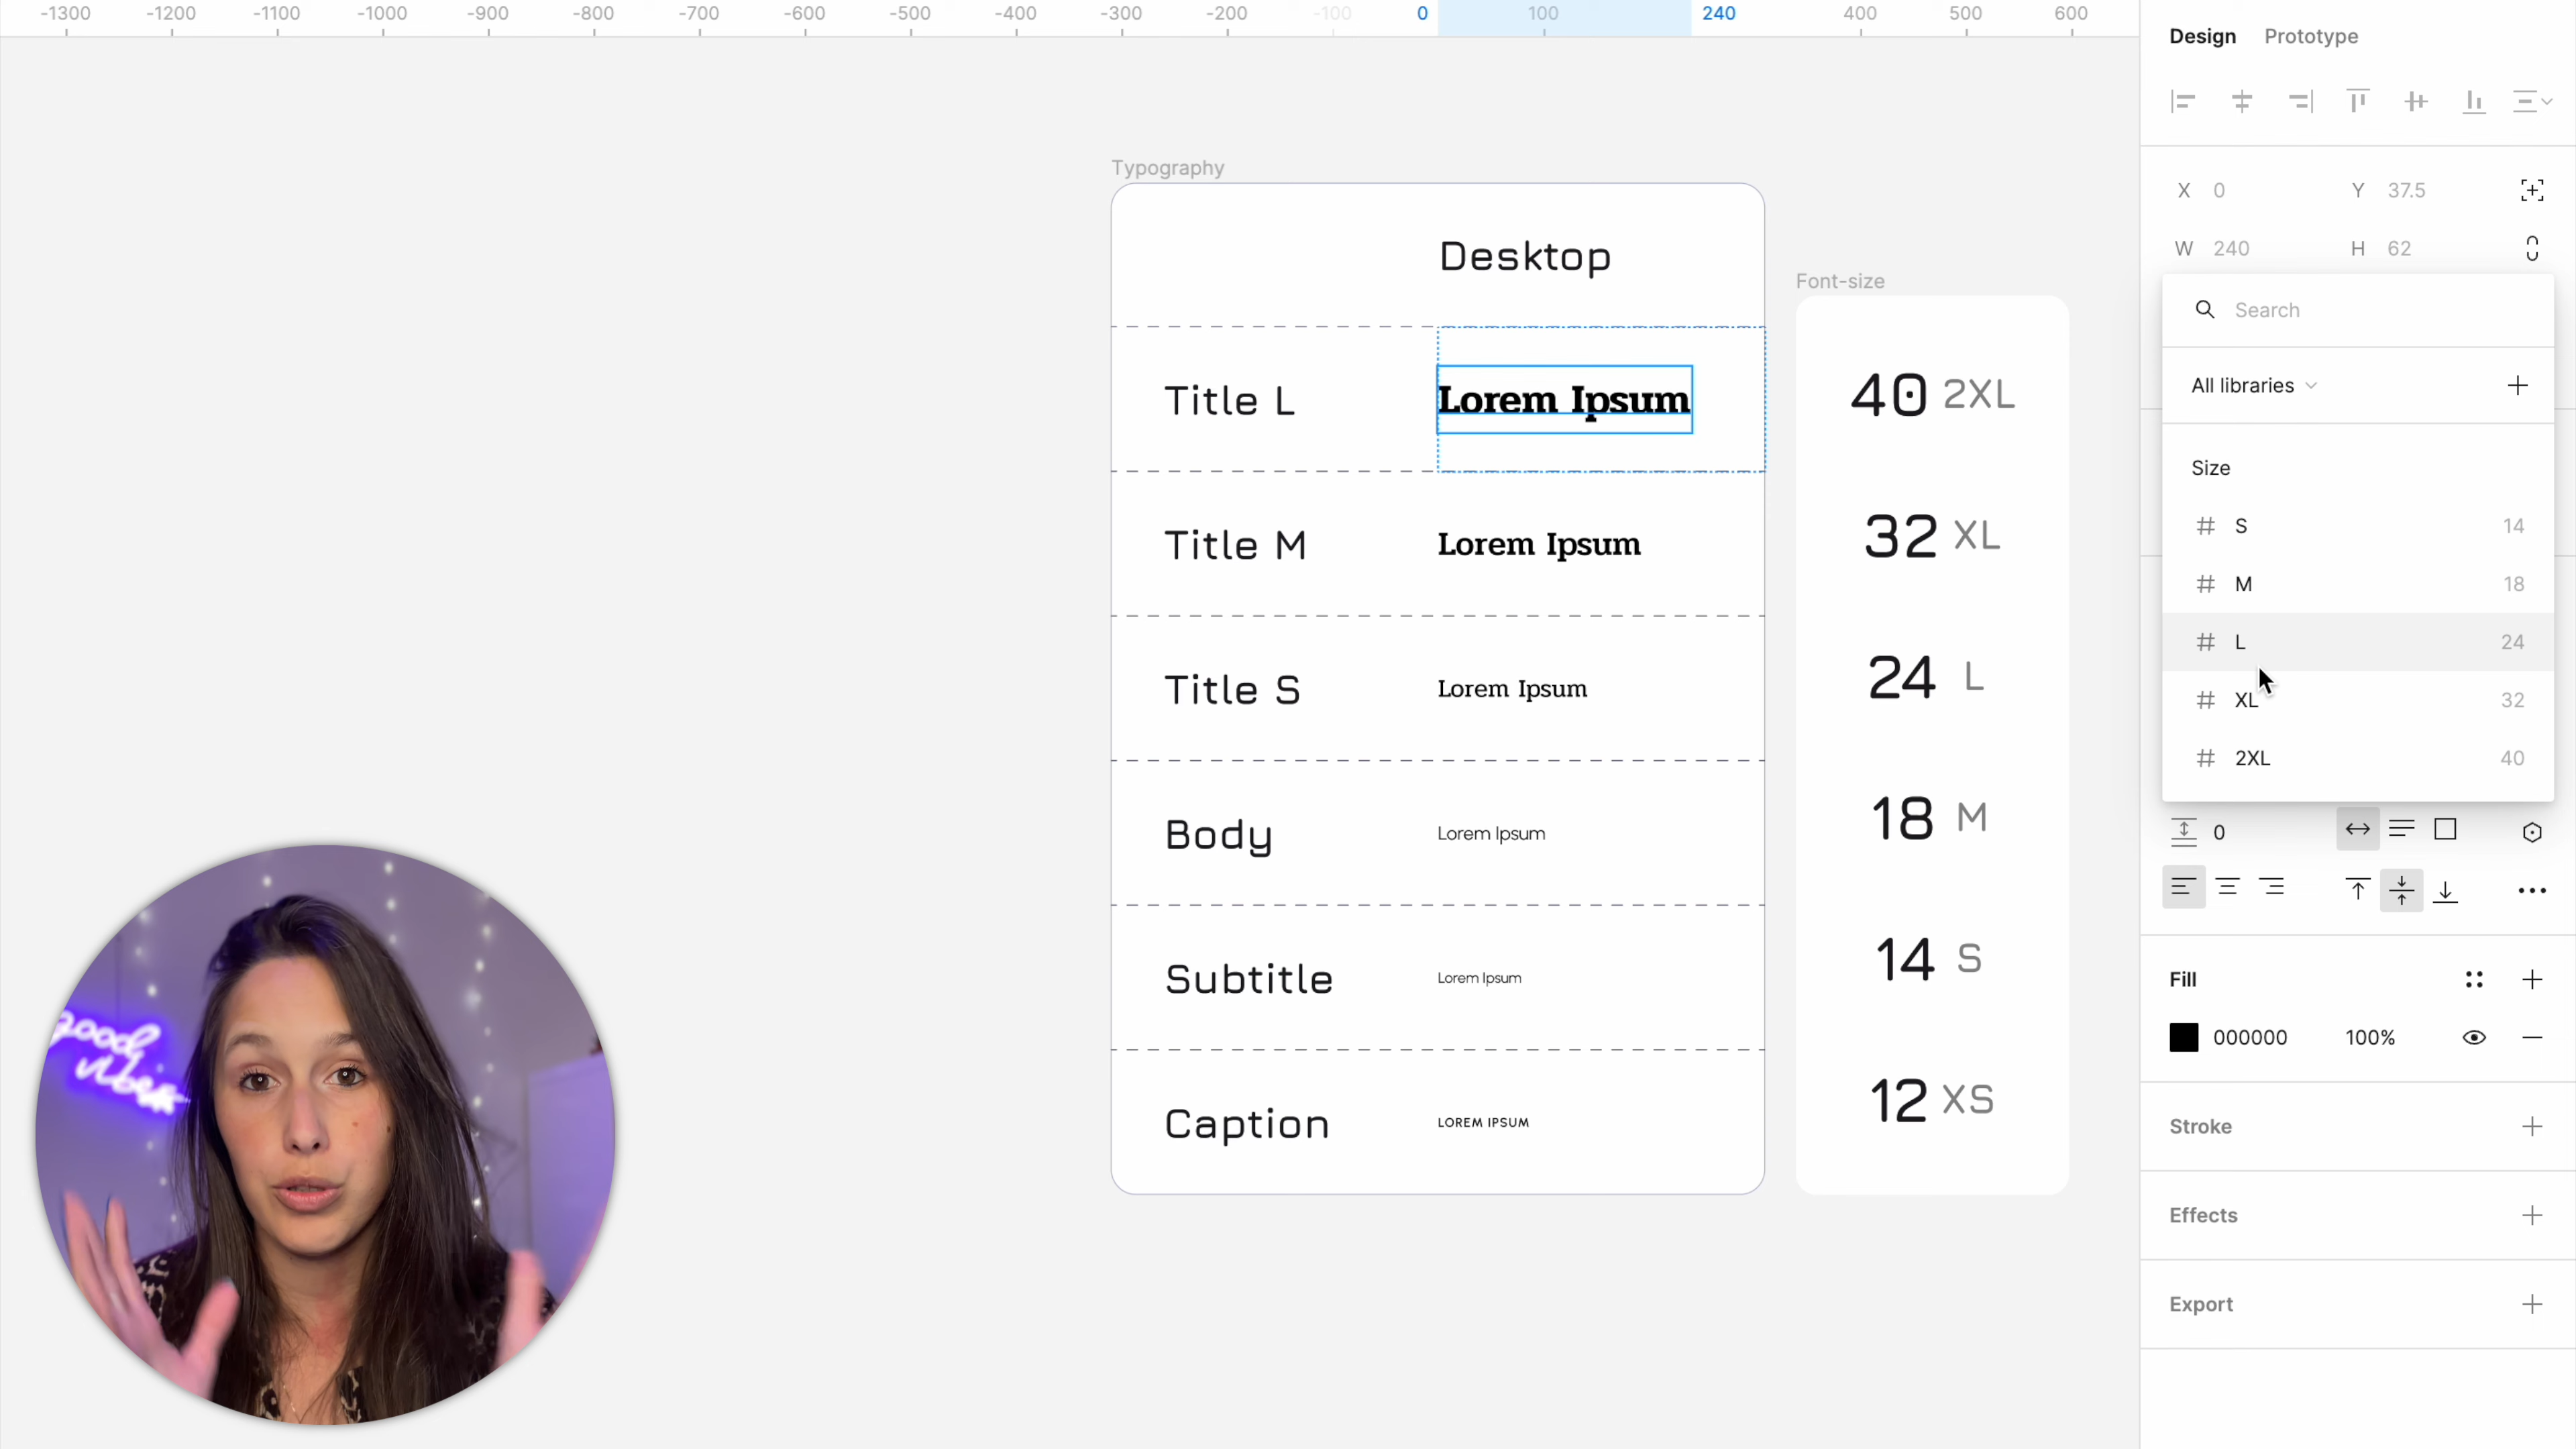 -1300 -1200 -1100 -1000 -900 -800 -700 -600 -500 -400 -300 -200 -100 0 100 240 400 500 600
Typography
Desktop
Title L Lorem Ipsum
Title M Lorem Ipsum
Title S Lorem Ipsum
Body Lorem Ipsum
Subtitle Lorem Ipsum
Caption LOREM IPSUM
Font-size
40 2XL
32 XL
24 L
18 M
14 S
12 XS
good
vibes
Design Prototype
X 0 Y 37.5
W 240 H 62
Search
All libraries
Size
S 14
M 18
L 24
XL 32
2XL 40
0
Fill
000000 100%
Stroke
Effects
Export